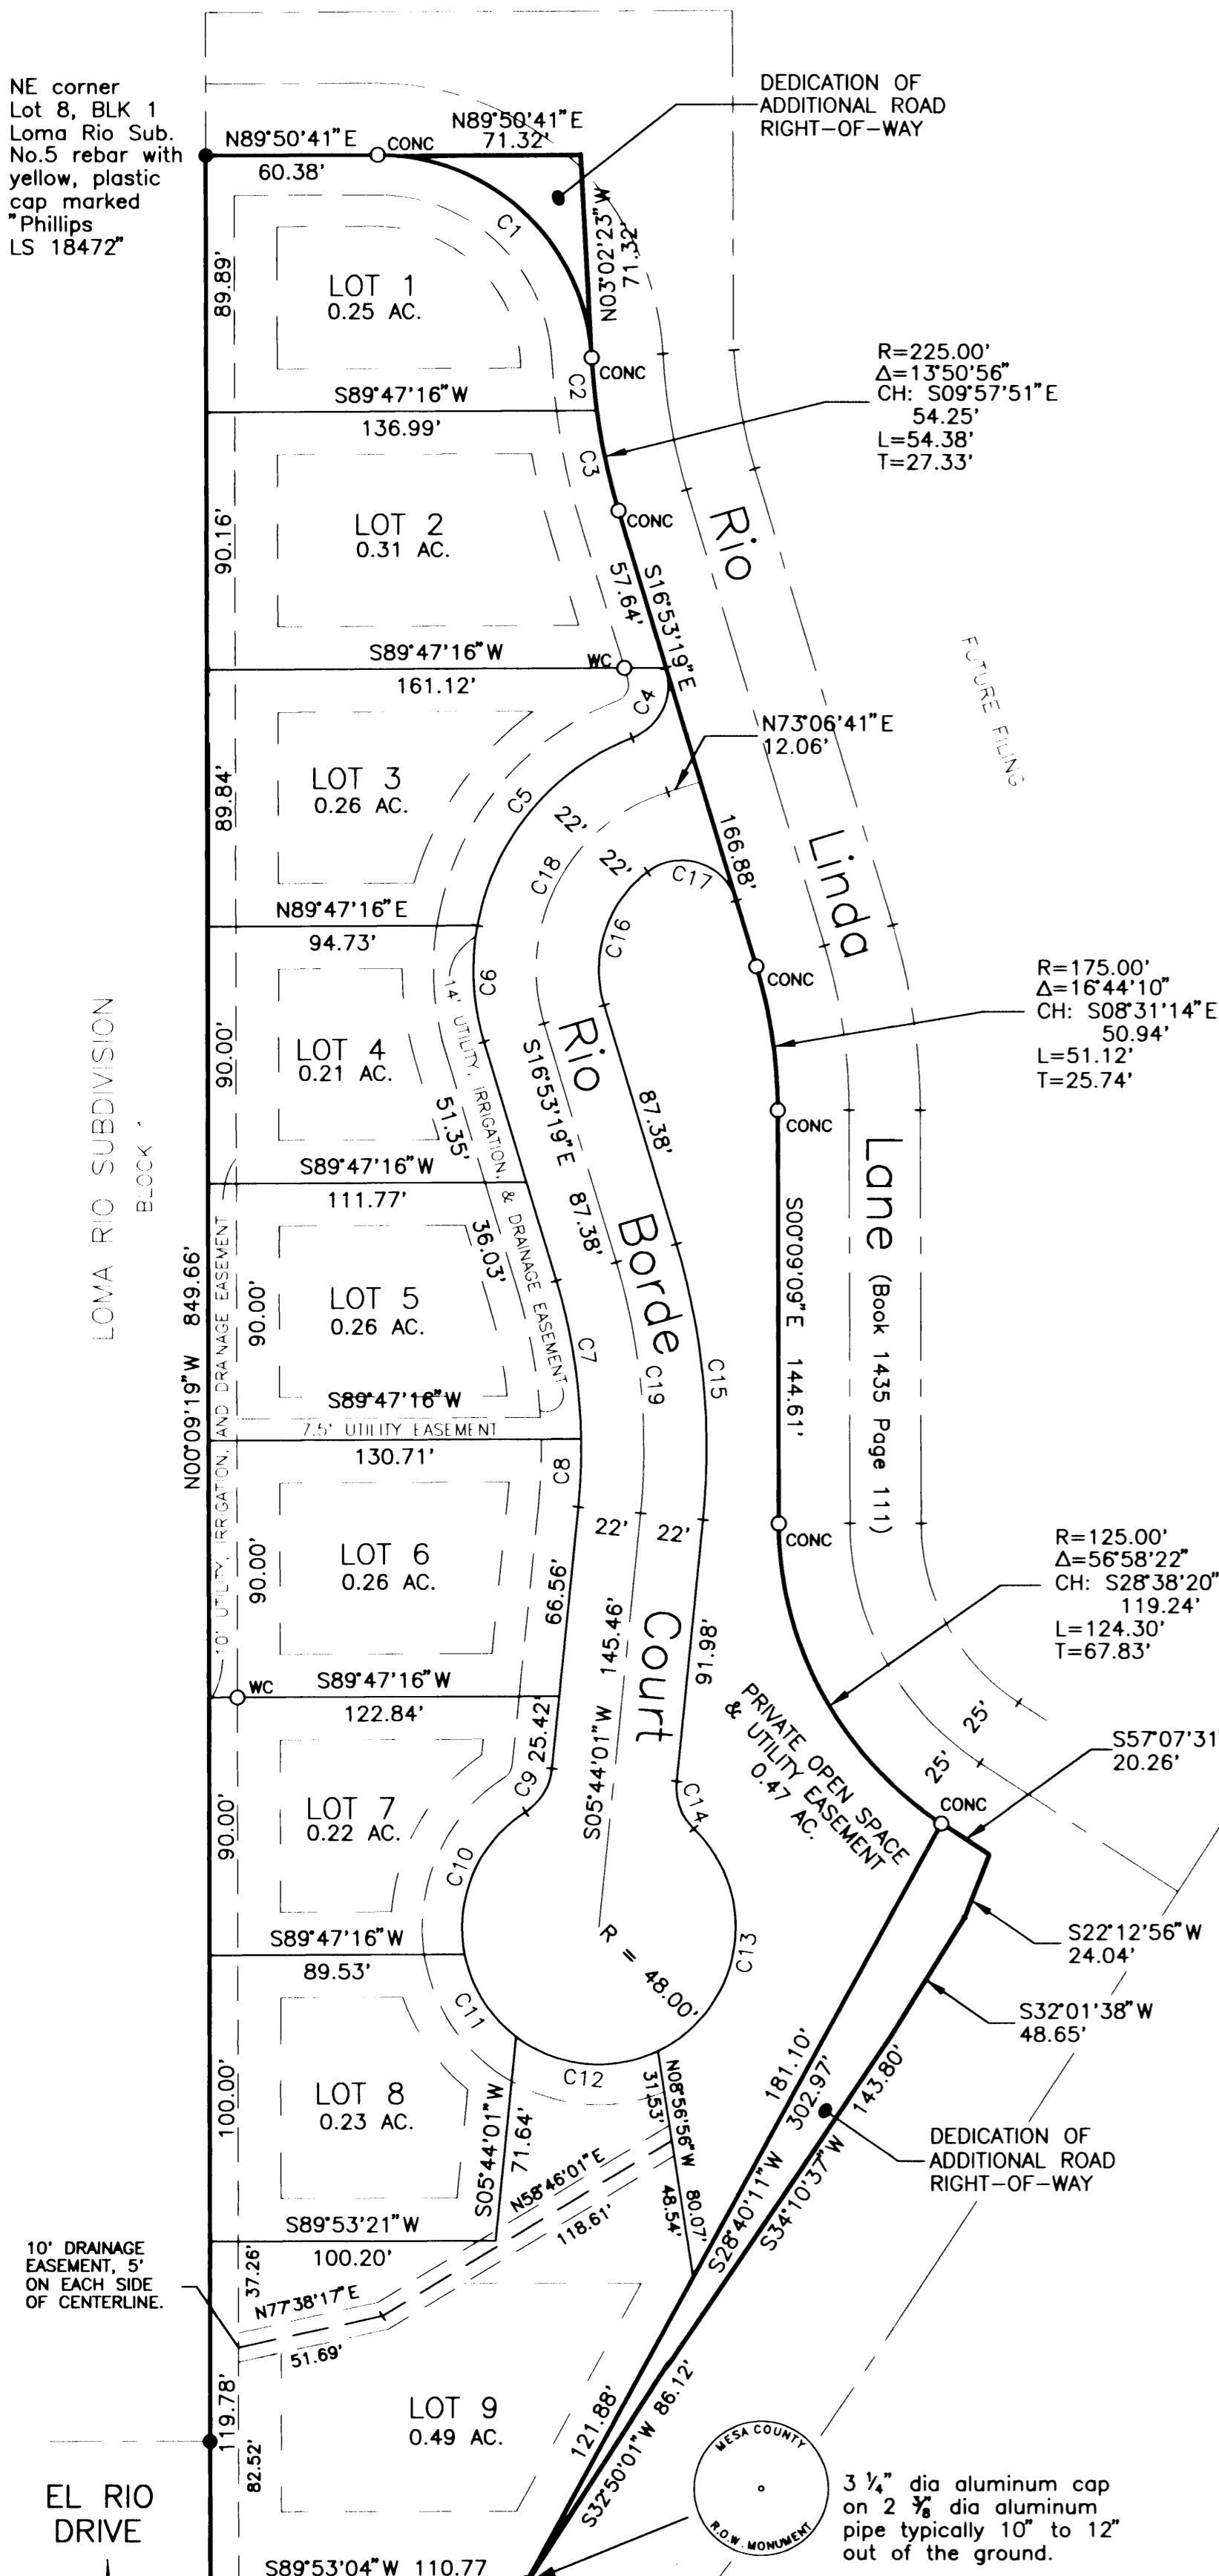 NE corner
Lot 8, BLK 1
Loma Rio Sub.
No.5 rebar with
yellow, plastic
cap marked
"Phillips
LS 18472"
N89°50'41"E
60.38'
CONC
N89°50'41"E
71.32'
DEDICATION OF
ADDITIONAL ROAD
RIGHT-OF-WAY
N03°02'23"W
71.32'
C1
89.89'
LOT 1
0.25 AC.
CONC
C2
R=225.00'
Δ=13°50'56"
CH: S09°57'51"E
54.25'
L=54.38'
T=27.33'
S89°47'16"W
136.99'
C3
90.16'
LOT 2
0.31 AC.
CONC
57.64'
S16°53'19"E
Rio
Linda
Lane
(Book 1435 Page 111)
FUTURE FILING
S89°47'16"W
161.12'
WC
C4
N73°06'41"E
12.06'
89.84'
LOT 3
0.26 AC.
C5
22'
22'
C18
C17
C16
166.88'
N89°47'16"E
94.73'
C6
CONC
R=175.00'
Δ=16°44'10"
CH: S08°31'14"E
50.94'
L=51.12'
T=25.74'
LOMA RIO SUBDIVISION
BLOCK 1
90.00'
LOT 4
0.21 AC.
14' UTILITY, IRRIGATION, & DRAINAGE EASEMENT
51.35'
Rio
Borde
Court
S16°53'19"E 87.38'
87.38'
CONC
S89°47'16"W
111.77'
36.03'
S00°09'09"E 144.61'
N00°09'19"W 849.66'
10' UTILITY, IRRIGATION, AND DRAINAGE EASEMENT
90.00'
LOT 5
0.26 AC.
C7
C19
C15
S89°47'16"W
7.5' UTILITY EASEMENT
130.71'
C8
22'
22'
CONC
90.00'
LOT 6
0.26 AC.
66.56'
S05°44'01"W 145.46'
91.98'
R=125.00'
Δ=56°58'22"
CH: S28°38'20"
119.24'
L=124.30'
T=67.83'
WC
S89°47'16"W
122.84'
25.42'
PRIVATE OPEN SPACE
& UTILITY EASEMENT
0.47 AC.
25'
25'
S57°07'31"
20.26'
CONC
90.00'
LOT 7
0.22 AC.
C9
C10
C14
C13
R = 48.00'
S89°47'16"W
89.53'
C11
C12
S22°12'56"W
24.04'
S32°01'38"W
48.65'
100.00'
LOT 8
0.23 AC.
S05°44'01"W
71.64'
N08°56'56"W
31.53'
80.07'
48.54'
181.10'
302.97'
S28°40'11"W
143.80'
S34°10'37"W
DEDICATION OF
ADDITIONAL ROAD
RIGHT-OF-WAY
N58°46'01"E
118.61'
S89°53'21"W
100.20'
10' DRAINAGE
EASEMENT, 5'
ON EACH SIDE
OF CENTERLINE.
37.26'
N77°38'17"E
51.69'
119.78'
82.52'
LOT 9
0.49 AC.
121.88'
S32°50'01"W 86.12'
MESA COUNTY
R.O.W. MONUMENT
3 1/4" dia aluminum cap
on 2 3/8" dia aluminum
pipe typically 10" to 12"
out of the ground.
EL RIO
DRIVE
S89°53'04"W 110.77